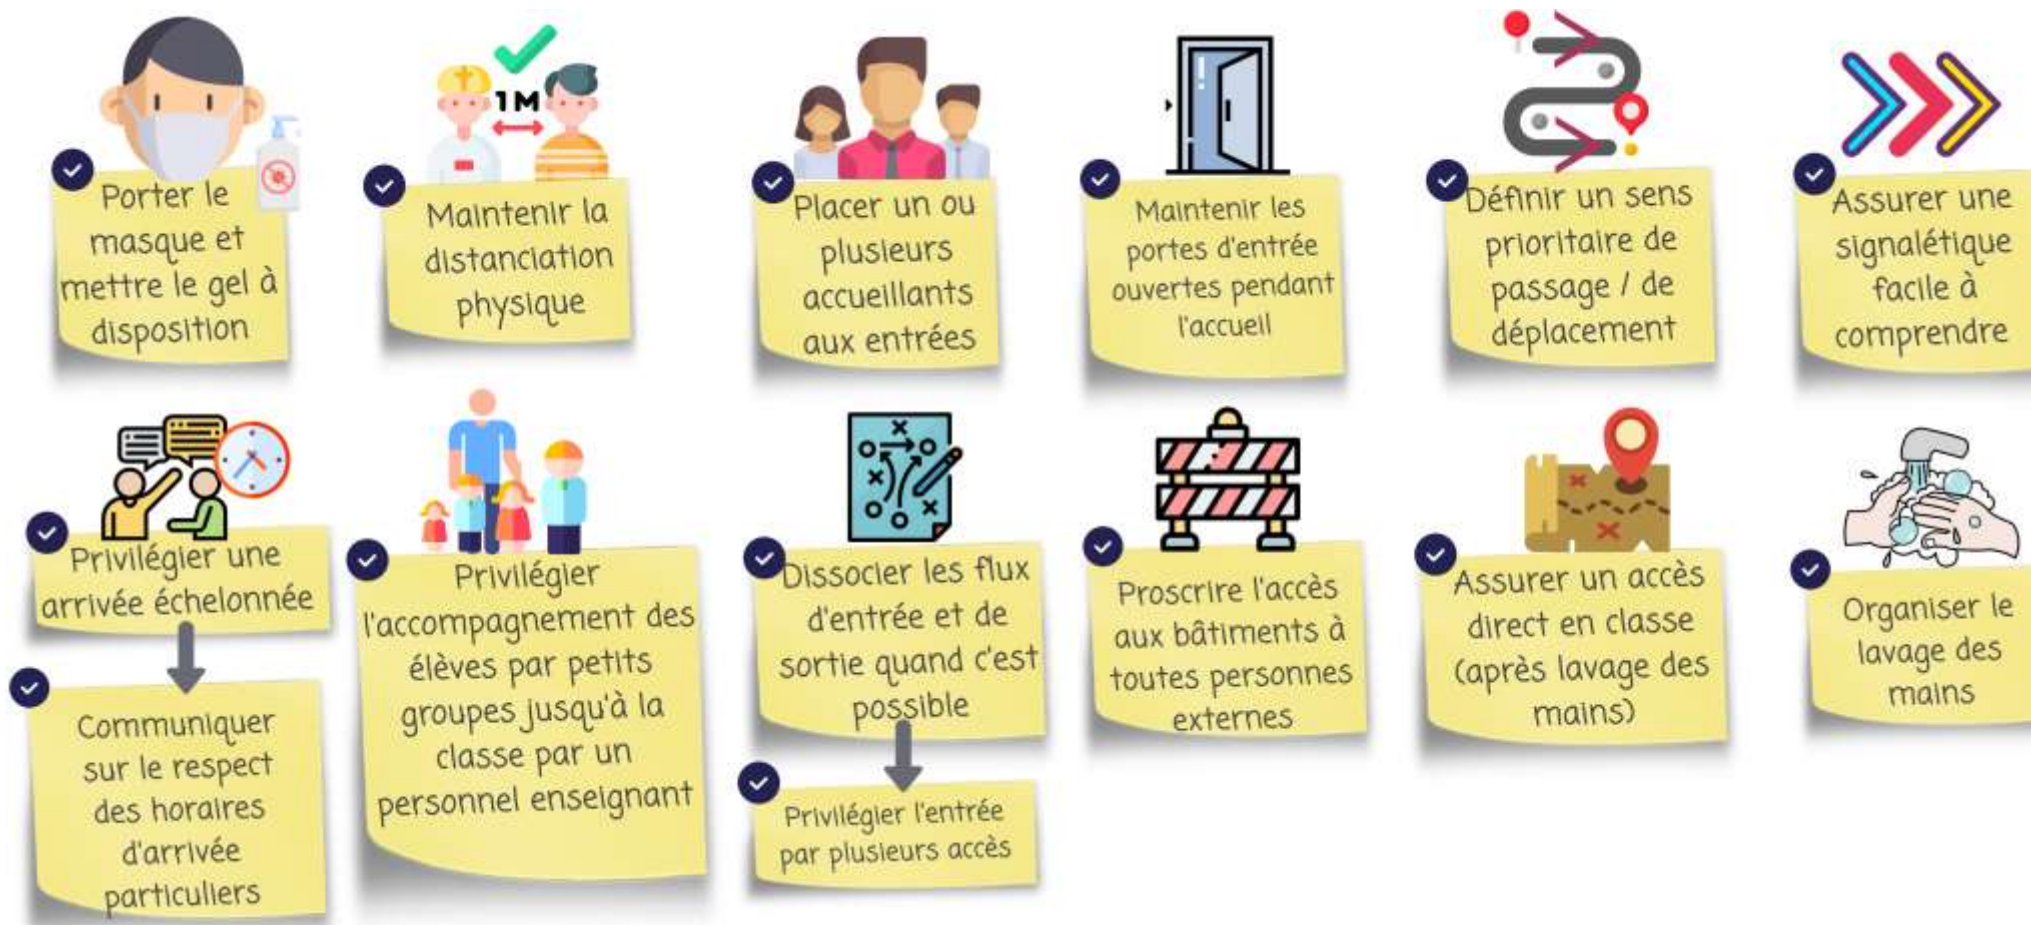 Porter le
masque et
mettre le gel à
disposition
1M
Maintenir la
distanciation
physique
Placer un ou
plusieurs
accueillants
aux entrées
Maintenir les
portes d'entrée
ouvertes pendant
l'accueil
Définir un sens
prioritaire de
passage / de
déplacement
Assurer une
signalétique
facile à
comprendre
Privilégier une
arrivée échelonnée
Communiquer
sur le respect
des horaires
d'arrivée
particuliers
Privilégier
l'accompagnement des
élèves par petits
groupes jusqu'à la
classe par un
personnel enseignant
Dissocier les flux
d'entrée et de
sortie quand c'est
possible
Privilégier l'entrée
par plusieurs accès
Proscrire l'accès
aux bâtiments à
toutes personnes
externes
Assurer un accès
direct en classe
(après lavage des
mains)
Organiser le
lavage des
mains